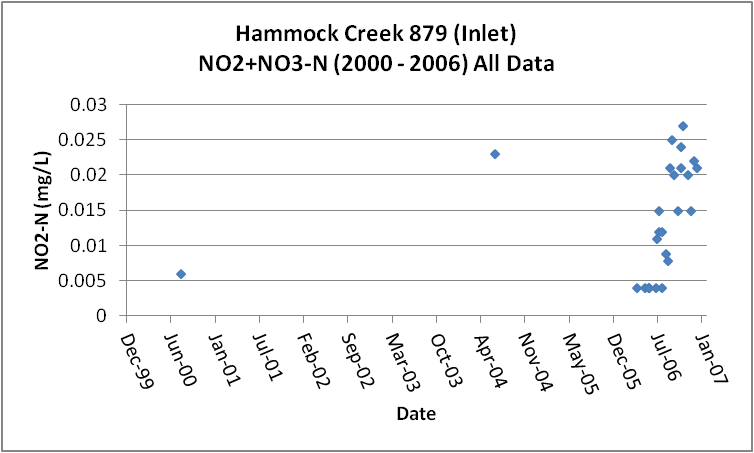 Hammock Creek 879 (Inlet)
NO2+NO3-N (2000 - 2006) All Data
0.03
0.025
0.02
0.015
0.01
0.005
0
NO2-N (mg/L)
Dec-99
Jun-00
Jan-01
Jul-01
Feb-02
Sep-02
Mar-03
Oct-03
Apr-04
Nov-04
May-05
Dec-05
Jul-06
Jan-07
Date